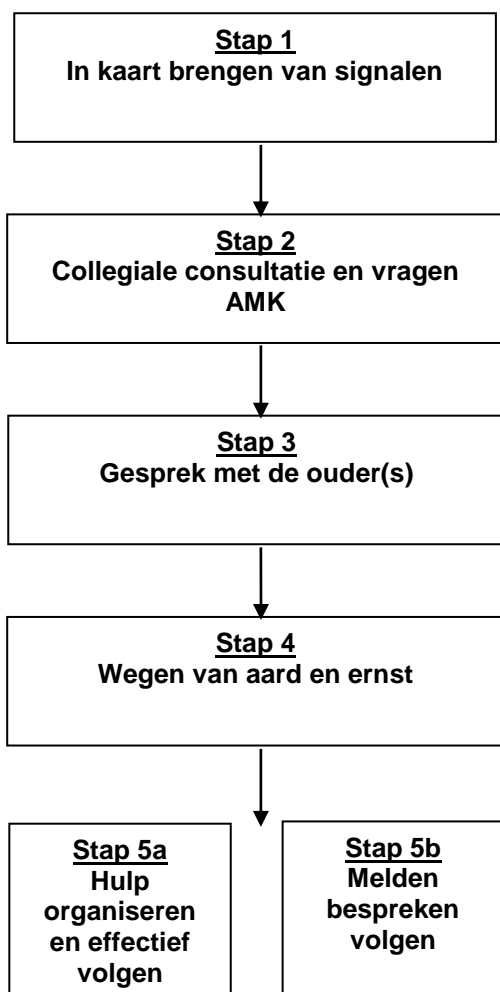 Stap 1
In kaart brengen van signalen
Stap 2
Collegiale consultatie en vragen
AMK
Stap 3
Gesprek met de ouder(s)
Stap 4
Wegen van aard en ernst
Stap 5a
Hulp
organiseren
en effectief
volgen
Stap 5b
Melden
bespreken
volgen